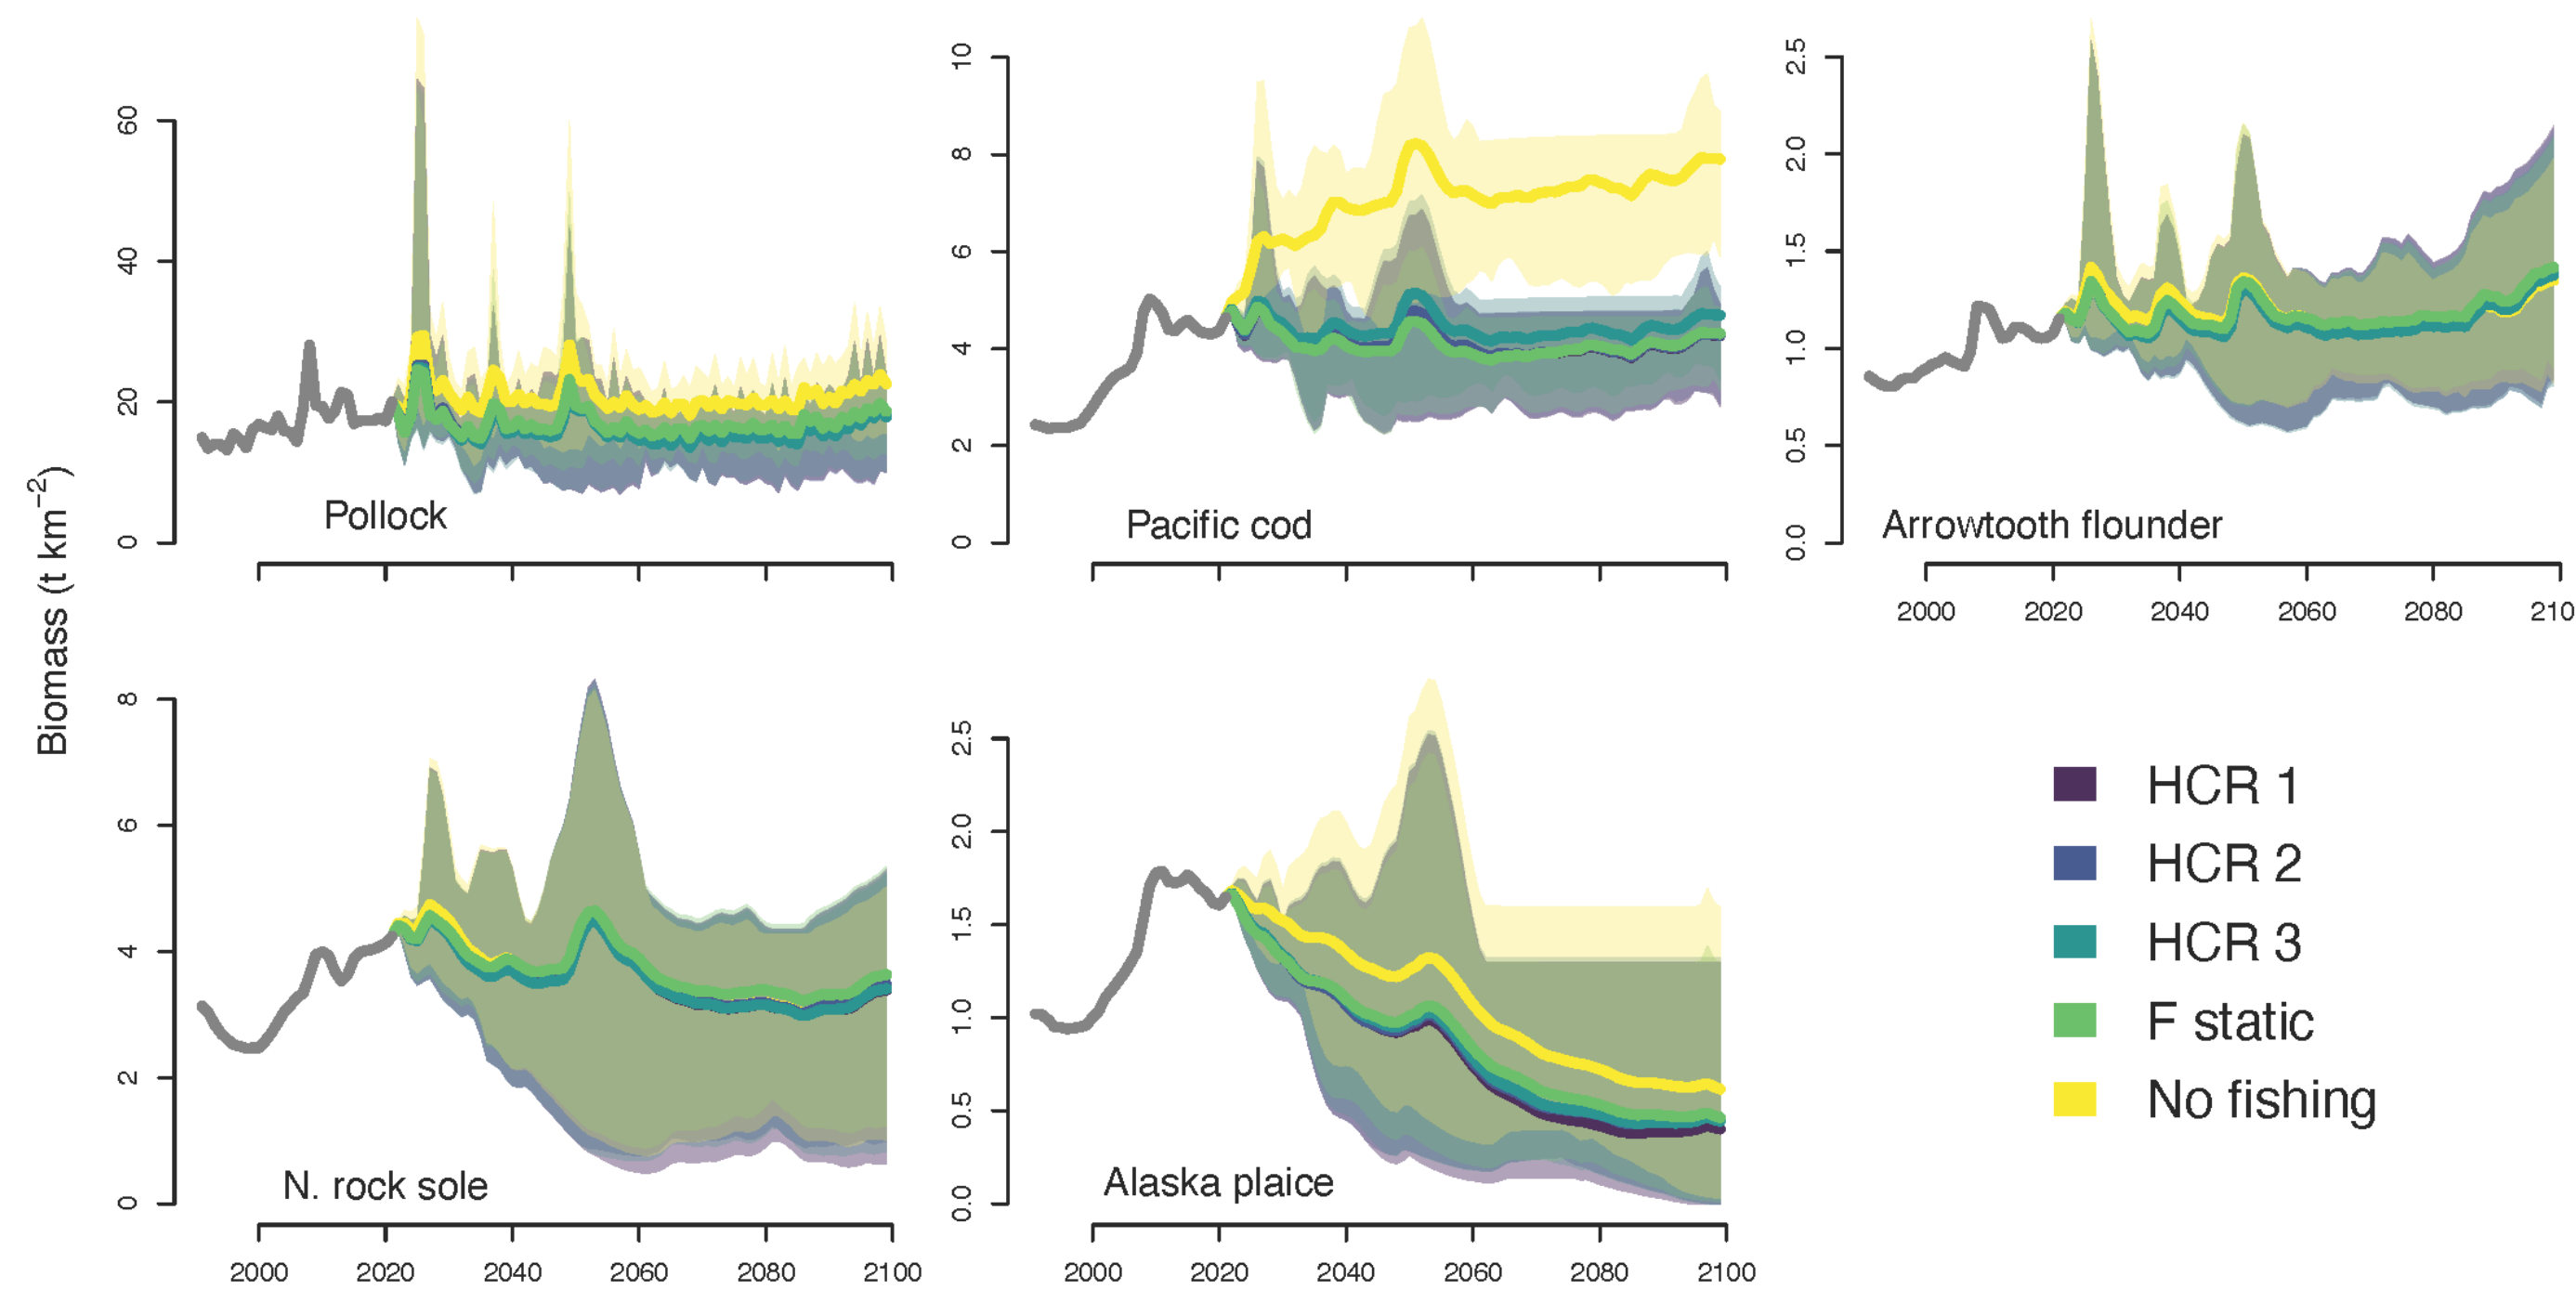 Biomass (t km⁻²)
0 20 40 60
Pollock
0 2 4 6 8 10
Pacific cod
0.0 0.5 1.0 1.5 2.0 2.5
Arrowtooth flounder
2000 2020 2040 2060 2080 210
0 2 4 6 8
N. rock sole
2000 2020 2040 2060 2080 2100
0.0 0.5 1.0 1.5 2.0 2.5
Alaska plaice
2000 2020 2040 2060 2080 2100
HCR 1
HCR 2
HCR 3
F static
No fishing